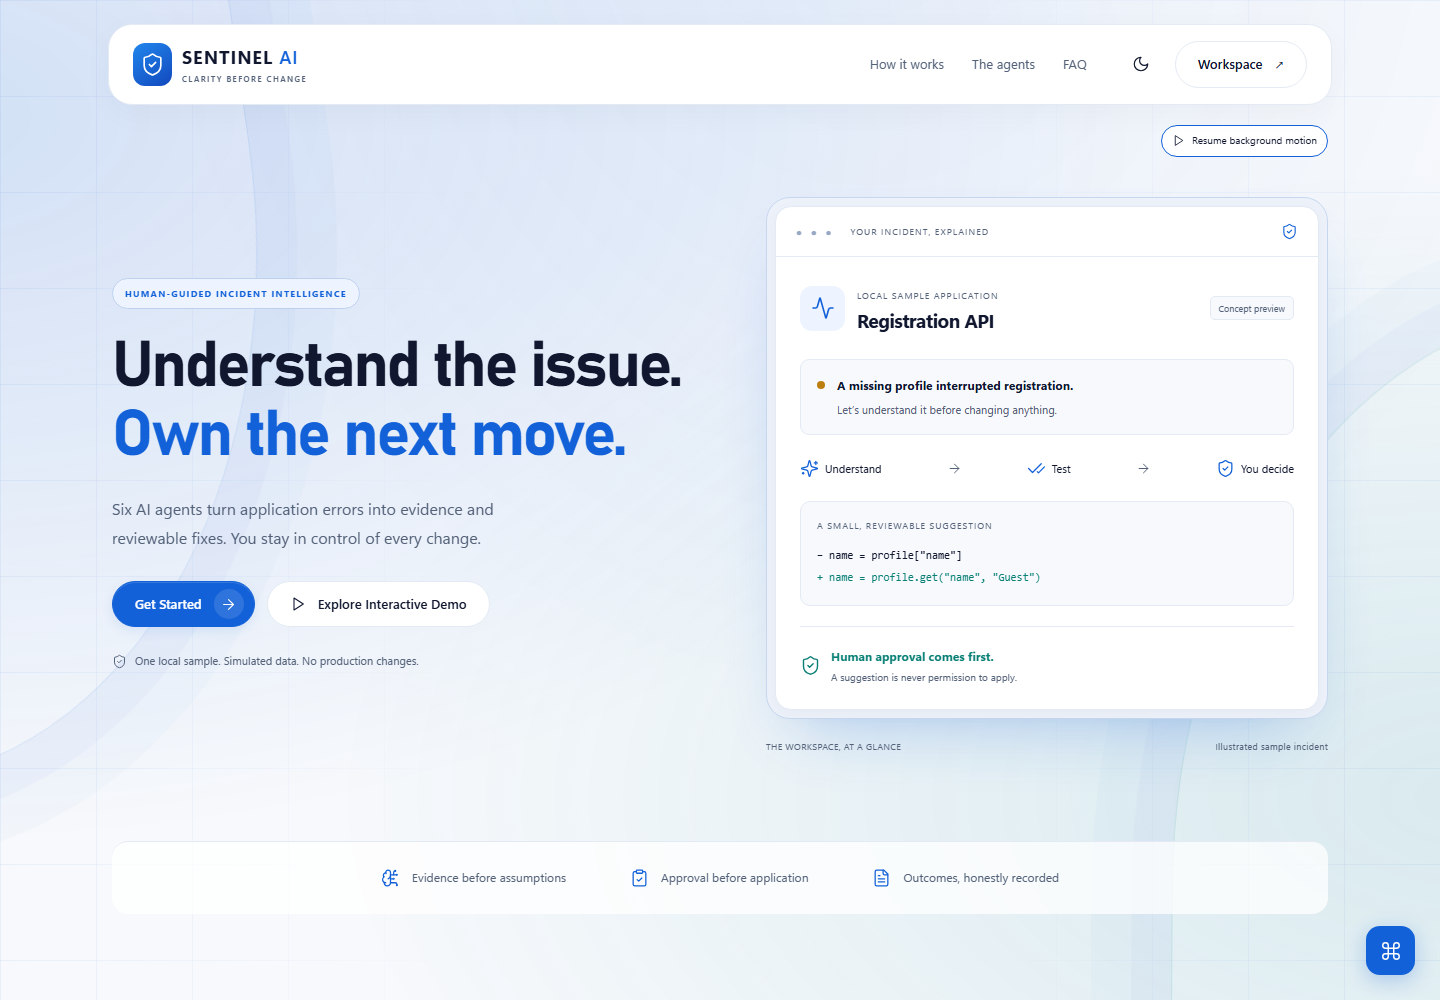 SENTINEL AI
CLARITY BEFORE CHANGE
How it works
The agents
FAQ
Workspace ↗
Resume background motion
HUMAN-GUIDED INCIDENT INTELLIGENCE
Understand the issue.
Own the next move.
Six AI agents turn application errors into evidence and
reviewable fixes. You stay in control of every change.
Get Started →
Explore Interactive Demo
One local sample. Simulated data. No production changes.
YOUR INCIDENT, EXPLAINED
LOCAL SAMPLE APPLICATION
Registration API
Concept preview
A missing profile interrupted registration.
Let's understand it before changing anything.
Understand → Test → You decide
A SMALL, REVIEWABLE SUGGESTION
− name = profile["name"]
+ name = profile.get("name", "Guest")
Human approval comes first.
A suggestion is never permission to apply.
THE WORKSPACE, AT A GLANCE
Illustrated sample incident
Evidence before assumptions
Approval before application
Outcomes, honestly recorded